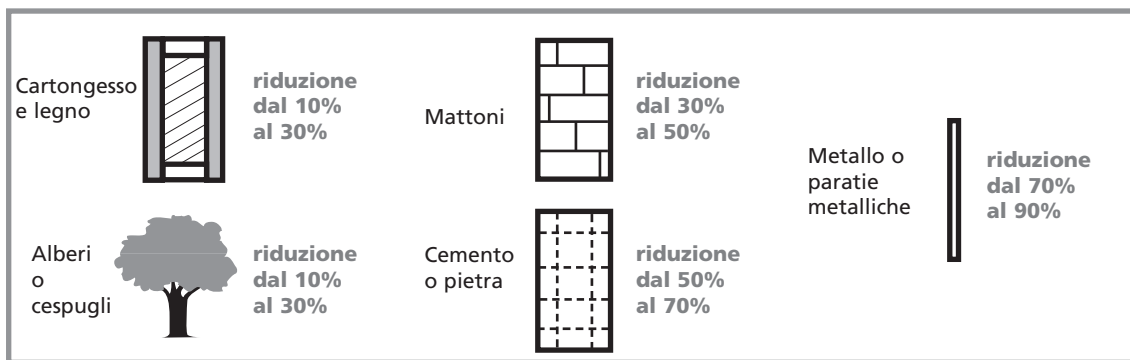 Cartongesso
e legno
riduzione
dal 10%
al 30%
Mattoni
riduzione
dal 30%
al 50%
Metallo o
paratie
metalliche
riduzione
dal 70%
al 90%
Alberi
o
cespugli
riduzione
dal 10%
al 30%
Cemento
o pietra
riduzione
dal 50%
al 70%